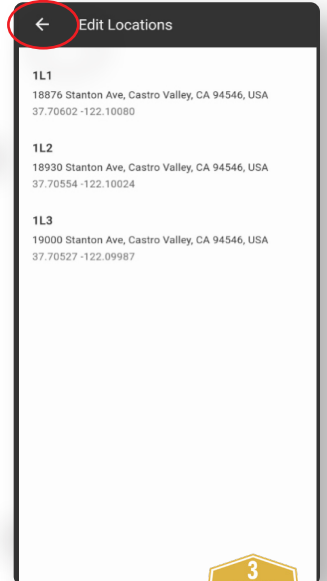 Edit Locations
1L1
18876 Stanton Ave, Castro Valley, CA 94546, USA
37.70602 -122.10080
1L2
18930 Stanton Ave, Castro Valley, CA 94546, USA
37.70554 -122.10024
1L3
19000 Stanton Ave, Castro Valley, CA 94546, USA
37.70527 -122.09987
3